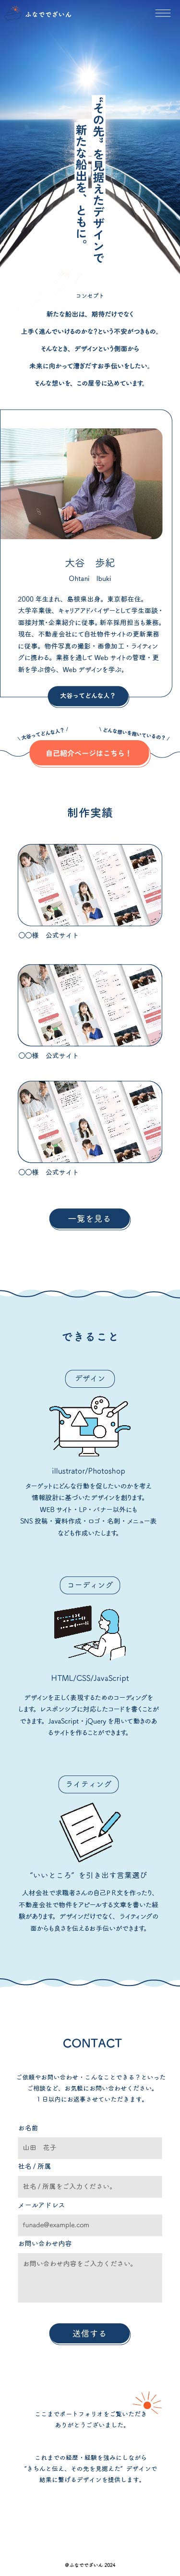 ふなででざいん
“その先”を見据えたデザインで
新たな船出を、ともに。
コンセプト
新たな船出は、期待だけでなく
上手く進んでいけるのかな？という不安がつきもの。
そんなとき、デザインという側面から
未来に向かって漕ぎだすお手伝いをしたい。
そんな想いを、この屋号に込めています。
大谷　歩紀
Ohtani　Ibuki
2000 年生まれ、島根県出身。東京都在住。
大学卒業後、キャリアアドバイザーとして学生面談・
面接対策・企業紹介に従事。新卒採用担当も兼務。
現在、不動産会社にて自社物件サイトの更新業務
に従事。物件写真の撮影・画像加工・ライティン
グに携わる。業務を通して Web サイトの管理・更
新を学ぶ傍ら、Web デザインを学ぶ。
大谷ってどんな人？
\ 大谷ってどんな人？ /
\ どんな想いを抱いているの？ /
自己紹介ページはこちら！
制作実績
〇〇様　公式サイト
〇〇様　公式サイト
〇〇様　公式サイト
一覧を見る
できること
デザイン
illustrator/Photoshop
ターゲットにどんな行動を促したいのかを考え
情報設計に基づいたデザインを創ります。
WEB サイト・LP・バナー以外にも
SNS 投稿・資料作成・ロゴ・名刺・メニュー表
なども作成いたします。
コーディング
HTML/CSS/JavaScript
デザインを正しく表現するためのコーディングを
します。レスポンシブに対応したコードを書くことが
できます。JavaScript・jQuery を用いて動きのあ
るサイトを作ることができます。
ライティング
“いいところ”を引き出す言葉選び
人材会社で求職者さんの自己PR文を作ったり、
不動産会社で物件をアピールする文章を書いた経
験があります。デザインだけでなく、ライティングの
面からも良さを伝えるお手伝いができます。
CONTACT
ご依頼やお問い合わせ・こんなことできる？といった
ご相談など、お気軽にお問い合わせください。
１日以内にお返事させていただきます。
お名前
山田　花子
社名 / 所属
社名 / 所属をご入力ください。
メールアドレス
funade@example.com
お問い合わせ内容
お問い合わせ内容をご入力ください。
送信する
ここまでポートフォリオをご覧いただき
ありがとうございました。
これまでの経歴・経験を強みにしながら
“きちんと伝え、その先を見据えた”デザインで
結果に繋げるデザインを提供します。
©ふなででざいん 2024